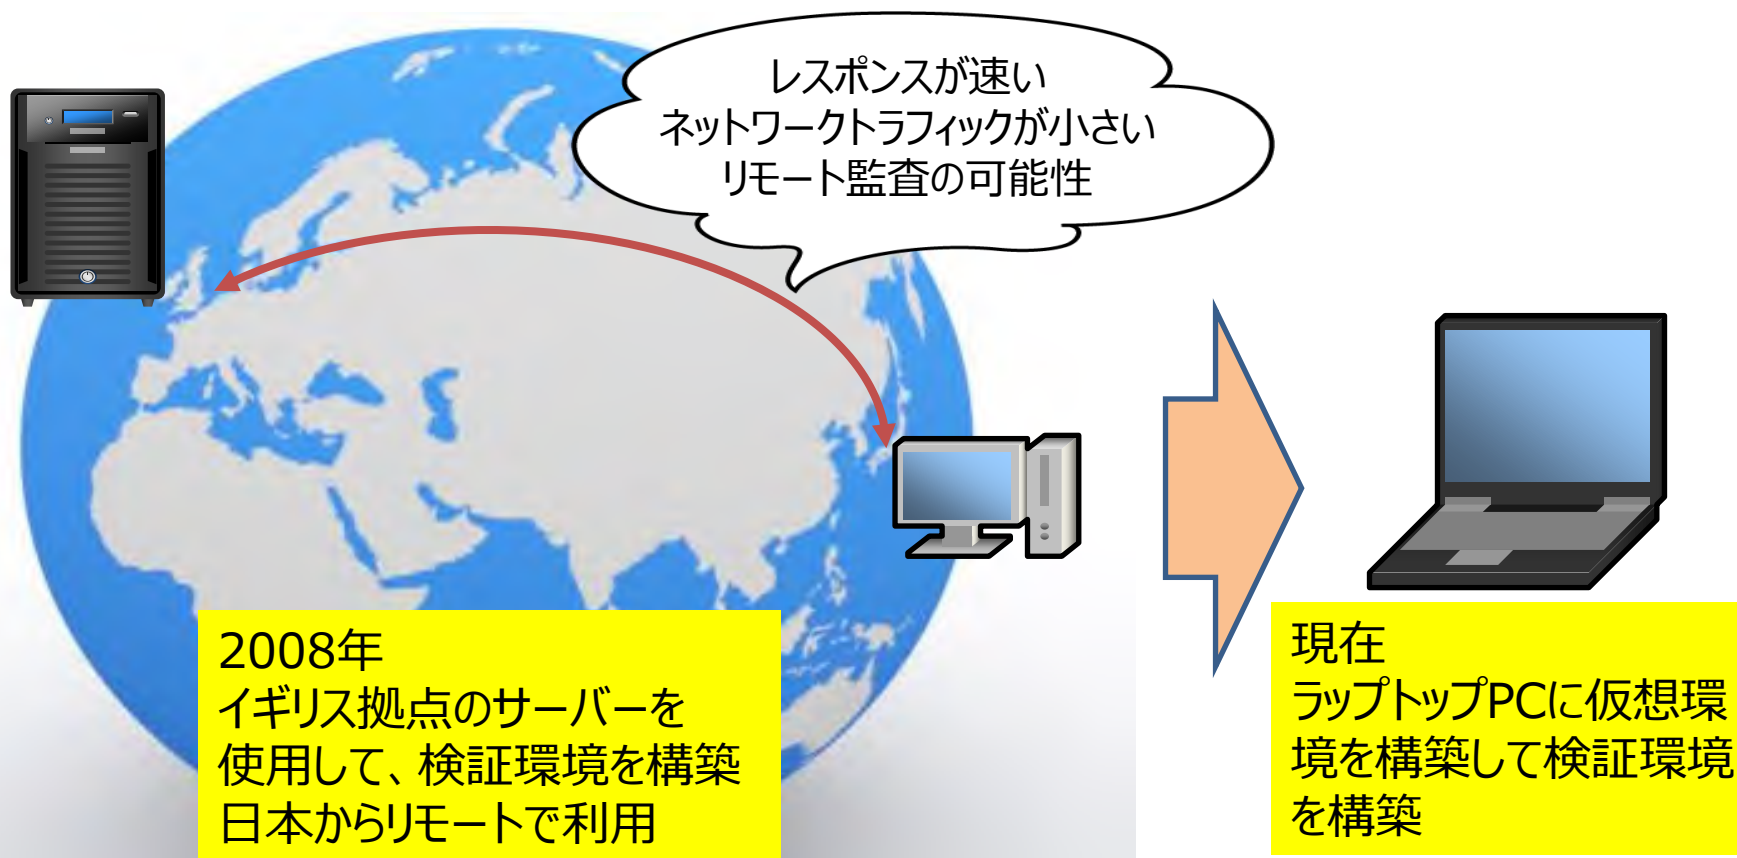 レスポンスが速い
ネットワークトラフィックが小さい
リモート監査の可能性
2008年
イギリス拠点のサーバーを
使用して、検証環境を構築
日本からリモートで利用
現在
ラップトップPCに仮想環
境を構築して検証環境
を構築